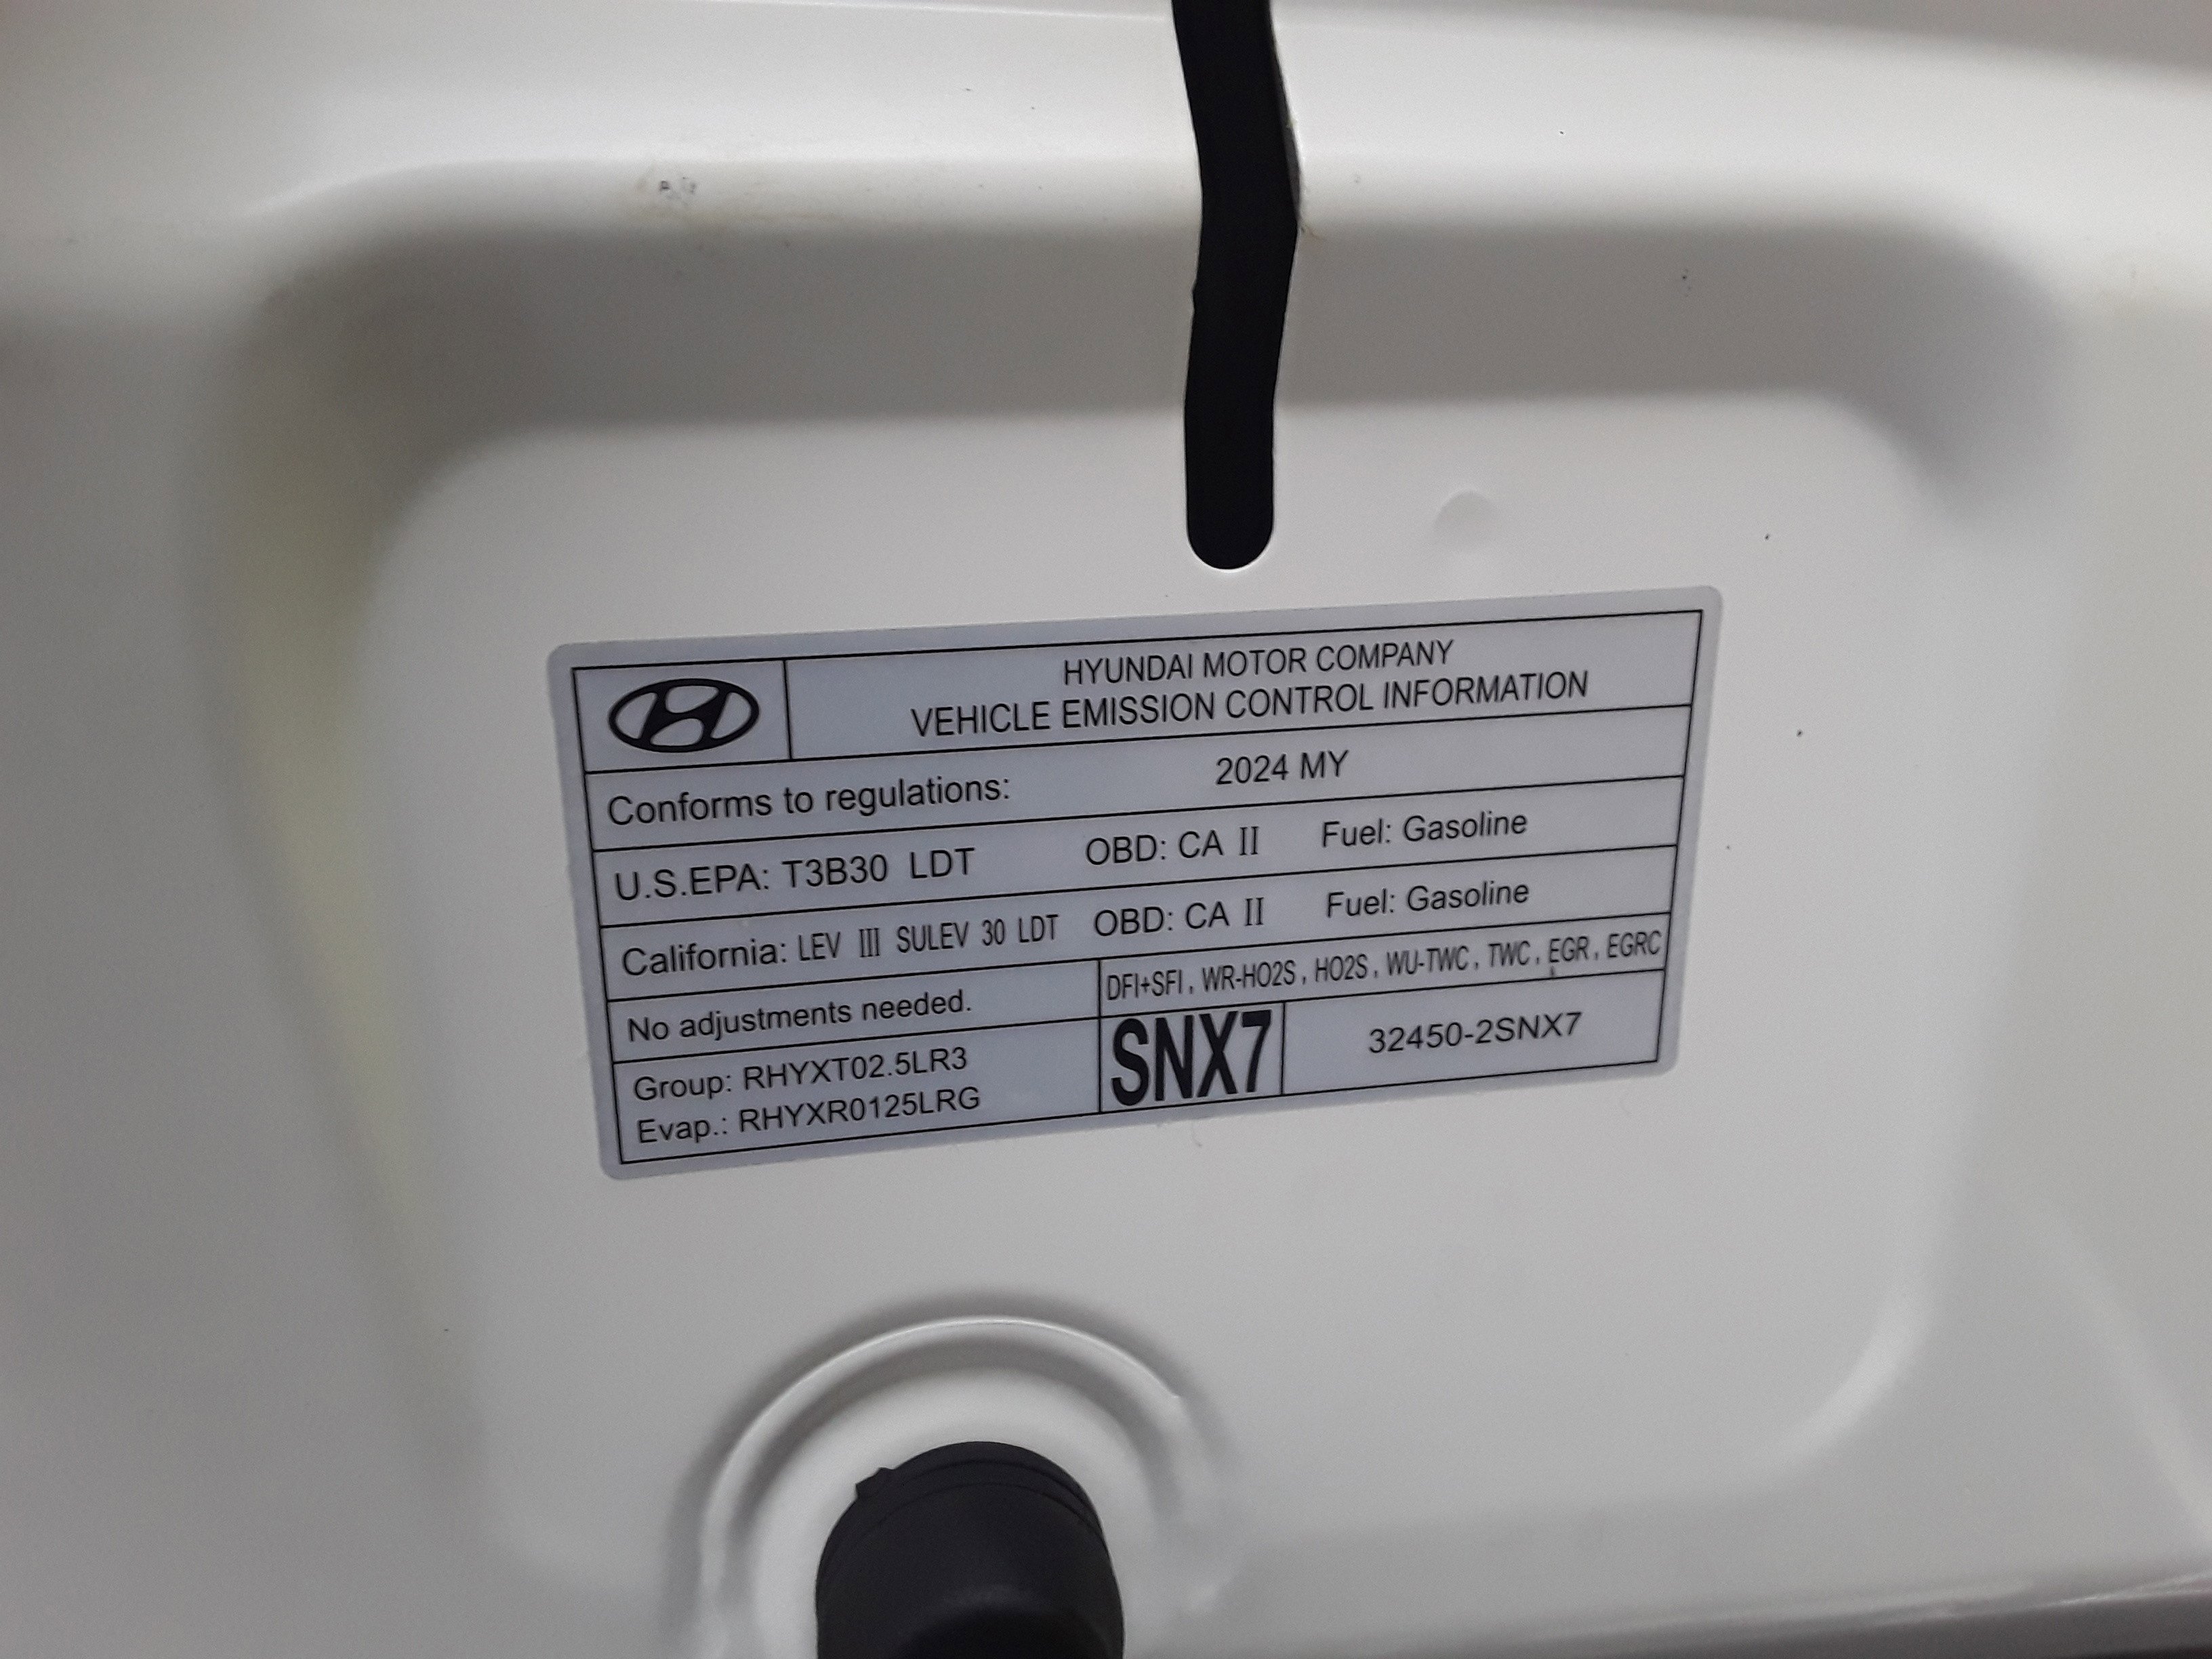 HYUNDAI MOTOR COMPANY
VEHICLE EMISSION CONTROL INFORMATION
Conforms to regulations: 2024 MY
U.S.EPA: T3B30 LDT OBD: CA II Fuel: Gasoline
California: LEV III SULEV 30 LDT OBD: CA II Fuel: Gasoline
No adjustments needed. DFI+SFI, WR-HO2S, HO2S, WU-TWC, TWC, EGR, EGRC
Group: RHYXT02.5LR3
Evap.: RHYXR0125LRG
SNX7
32450-2SNX7